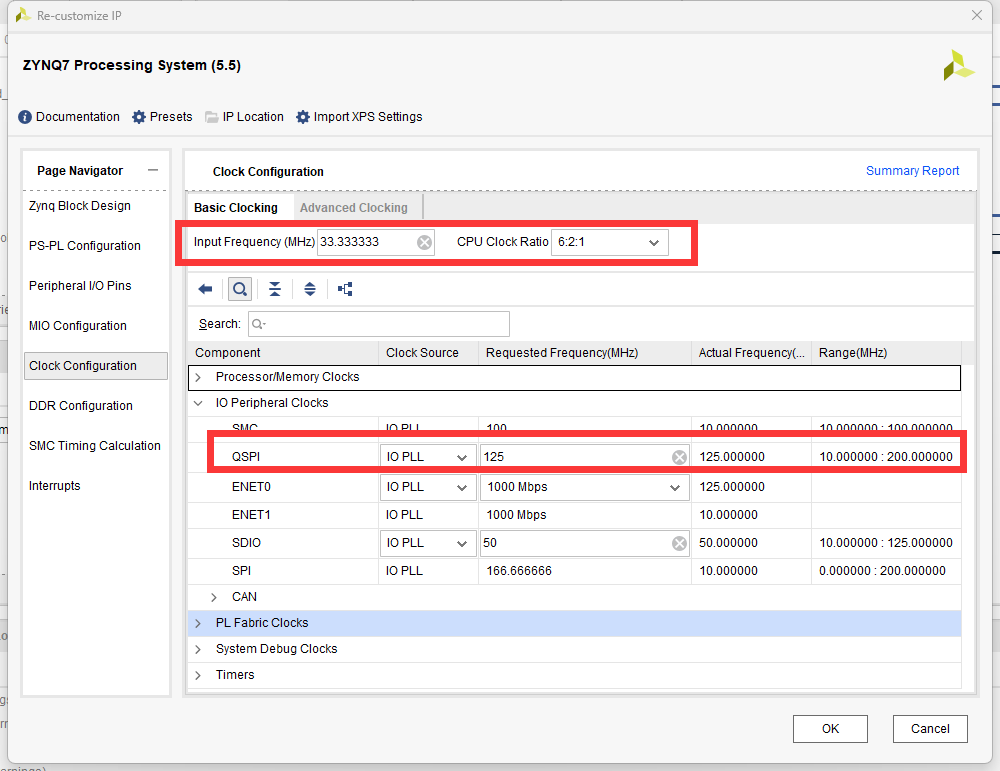 Re-customize IP
ZYNQ7 Processing System (5.5)
Documentation Presets IP Location Import XPS Settings
Page Navigator
Zynq Block Design
PS-PL Configuration
Peripheral I/O Pins
MIO Configuration
Clock Configuration
DDR Configuration
SMC Timing Calculation
Interrupts
Clock Configuration Summary Report
Basic Clocking Advanced Clocking
Input Frequency (MHz) 33.333333 CPU Clock Ratio 6:2:1
Search:
Component Clock Source Requested Frequency(MHz) Actual Frequency(... Range(MHz)
Processor/Memory Clocks
IO Peripheral Clocks
SMC IO PLL 100 10.000000 10.000000 : 100.000000
QSPI IO PLL 125 125.000000 10.000000 : 200.000000
ENET0 IO PLL 1000 Mbps 125.000000
ENET1 IO PLL 1000 Mbps 10.000000
SDIO IO PLL 50 50.000000 10.000000 : 125.000000
SPI IO PLL 166.666666 10.000000 0.000000 : 200.000000
CAN
PL Fabric Clocks
System Debug Clocks
Timers
OK Cancel